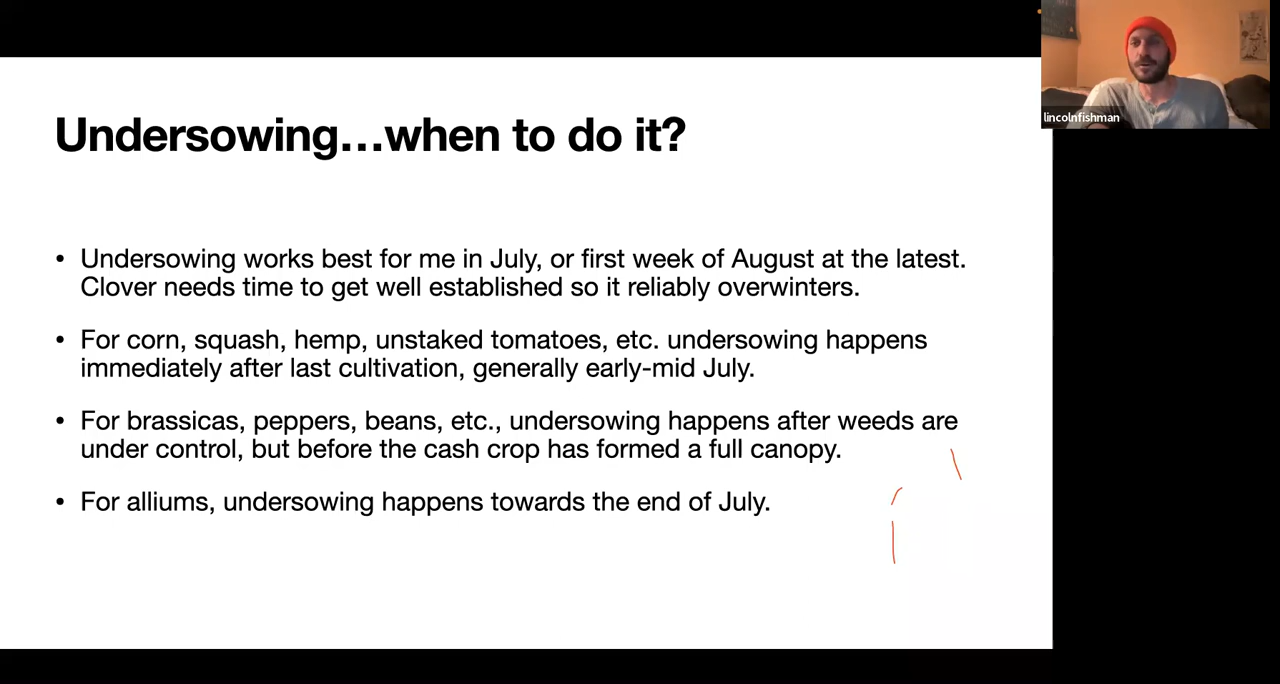 Undersowing...when to do it?
• Undersowing works best for me in July, or first week of August at the latest.
Clover needs time to get well established so it reliably overwinters.
• For corn, squash, hemp, unstaked tomatoes, etc. undersowing happens
immediately after last cultivation, generally early-mid July.
• For brassicas, peppers, beans, etc., undersowing happens after weeds are
under control, but before the cash crop has formed a full canopy.
• For alliums, undersowing happens towards the end of July.
lincolnfishman